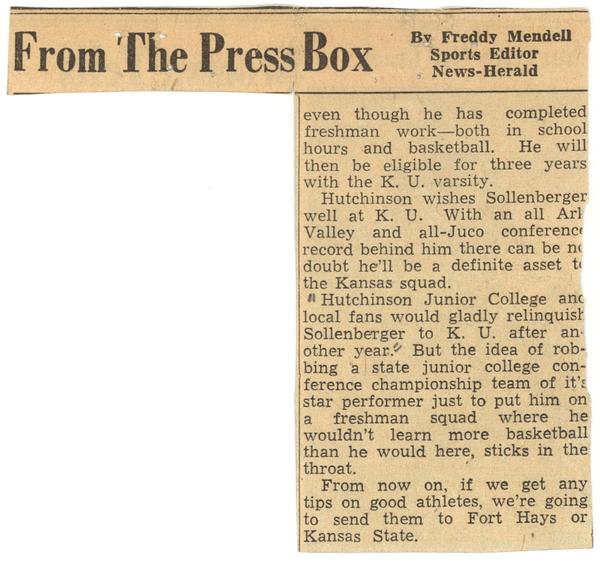 From The Press Box
By Freddy Mendell
Sports Editor
News-Herald
even though he has completed
freshman work—both in school
hours and basketball. He will
then be eligible for three years
with the K. U. varsity.
Hutchinson wishes Sollenberger
well at K. U. With an all Ark
Valley and all-Juco conference
record behind him there can be no
doubt he'll be a definite asset to
the Kansas squad.
"Hutchinson Junior College and
local fans would gladly relinquish
Sollenberger to K. U. after an-
other year." But the idea of rob-
bing a state junior college con-
ference championship team of it's
star performer just to put him on
a freshman squad where he
wouldn't learn more basketball
than he would here, sticks in the
throat.
From now on, if we get any
tips on good athletes, we're going
to send them to Fort Hays or
Kansas State.